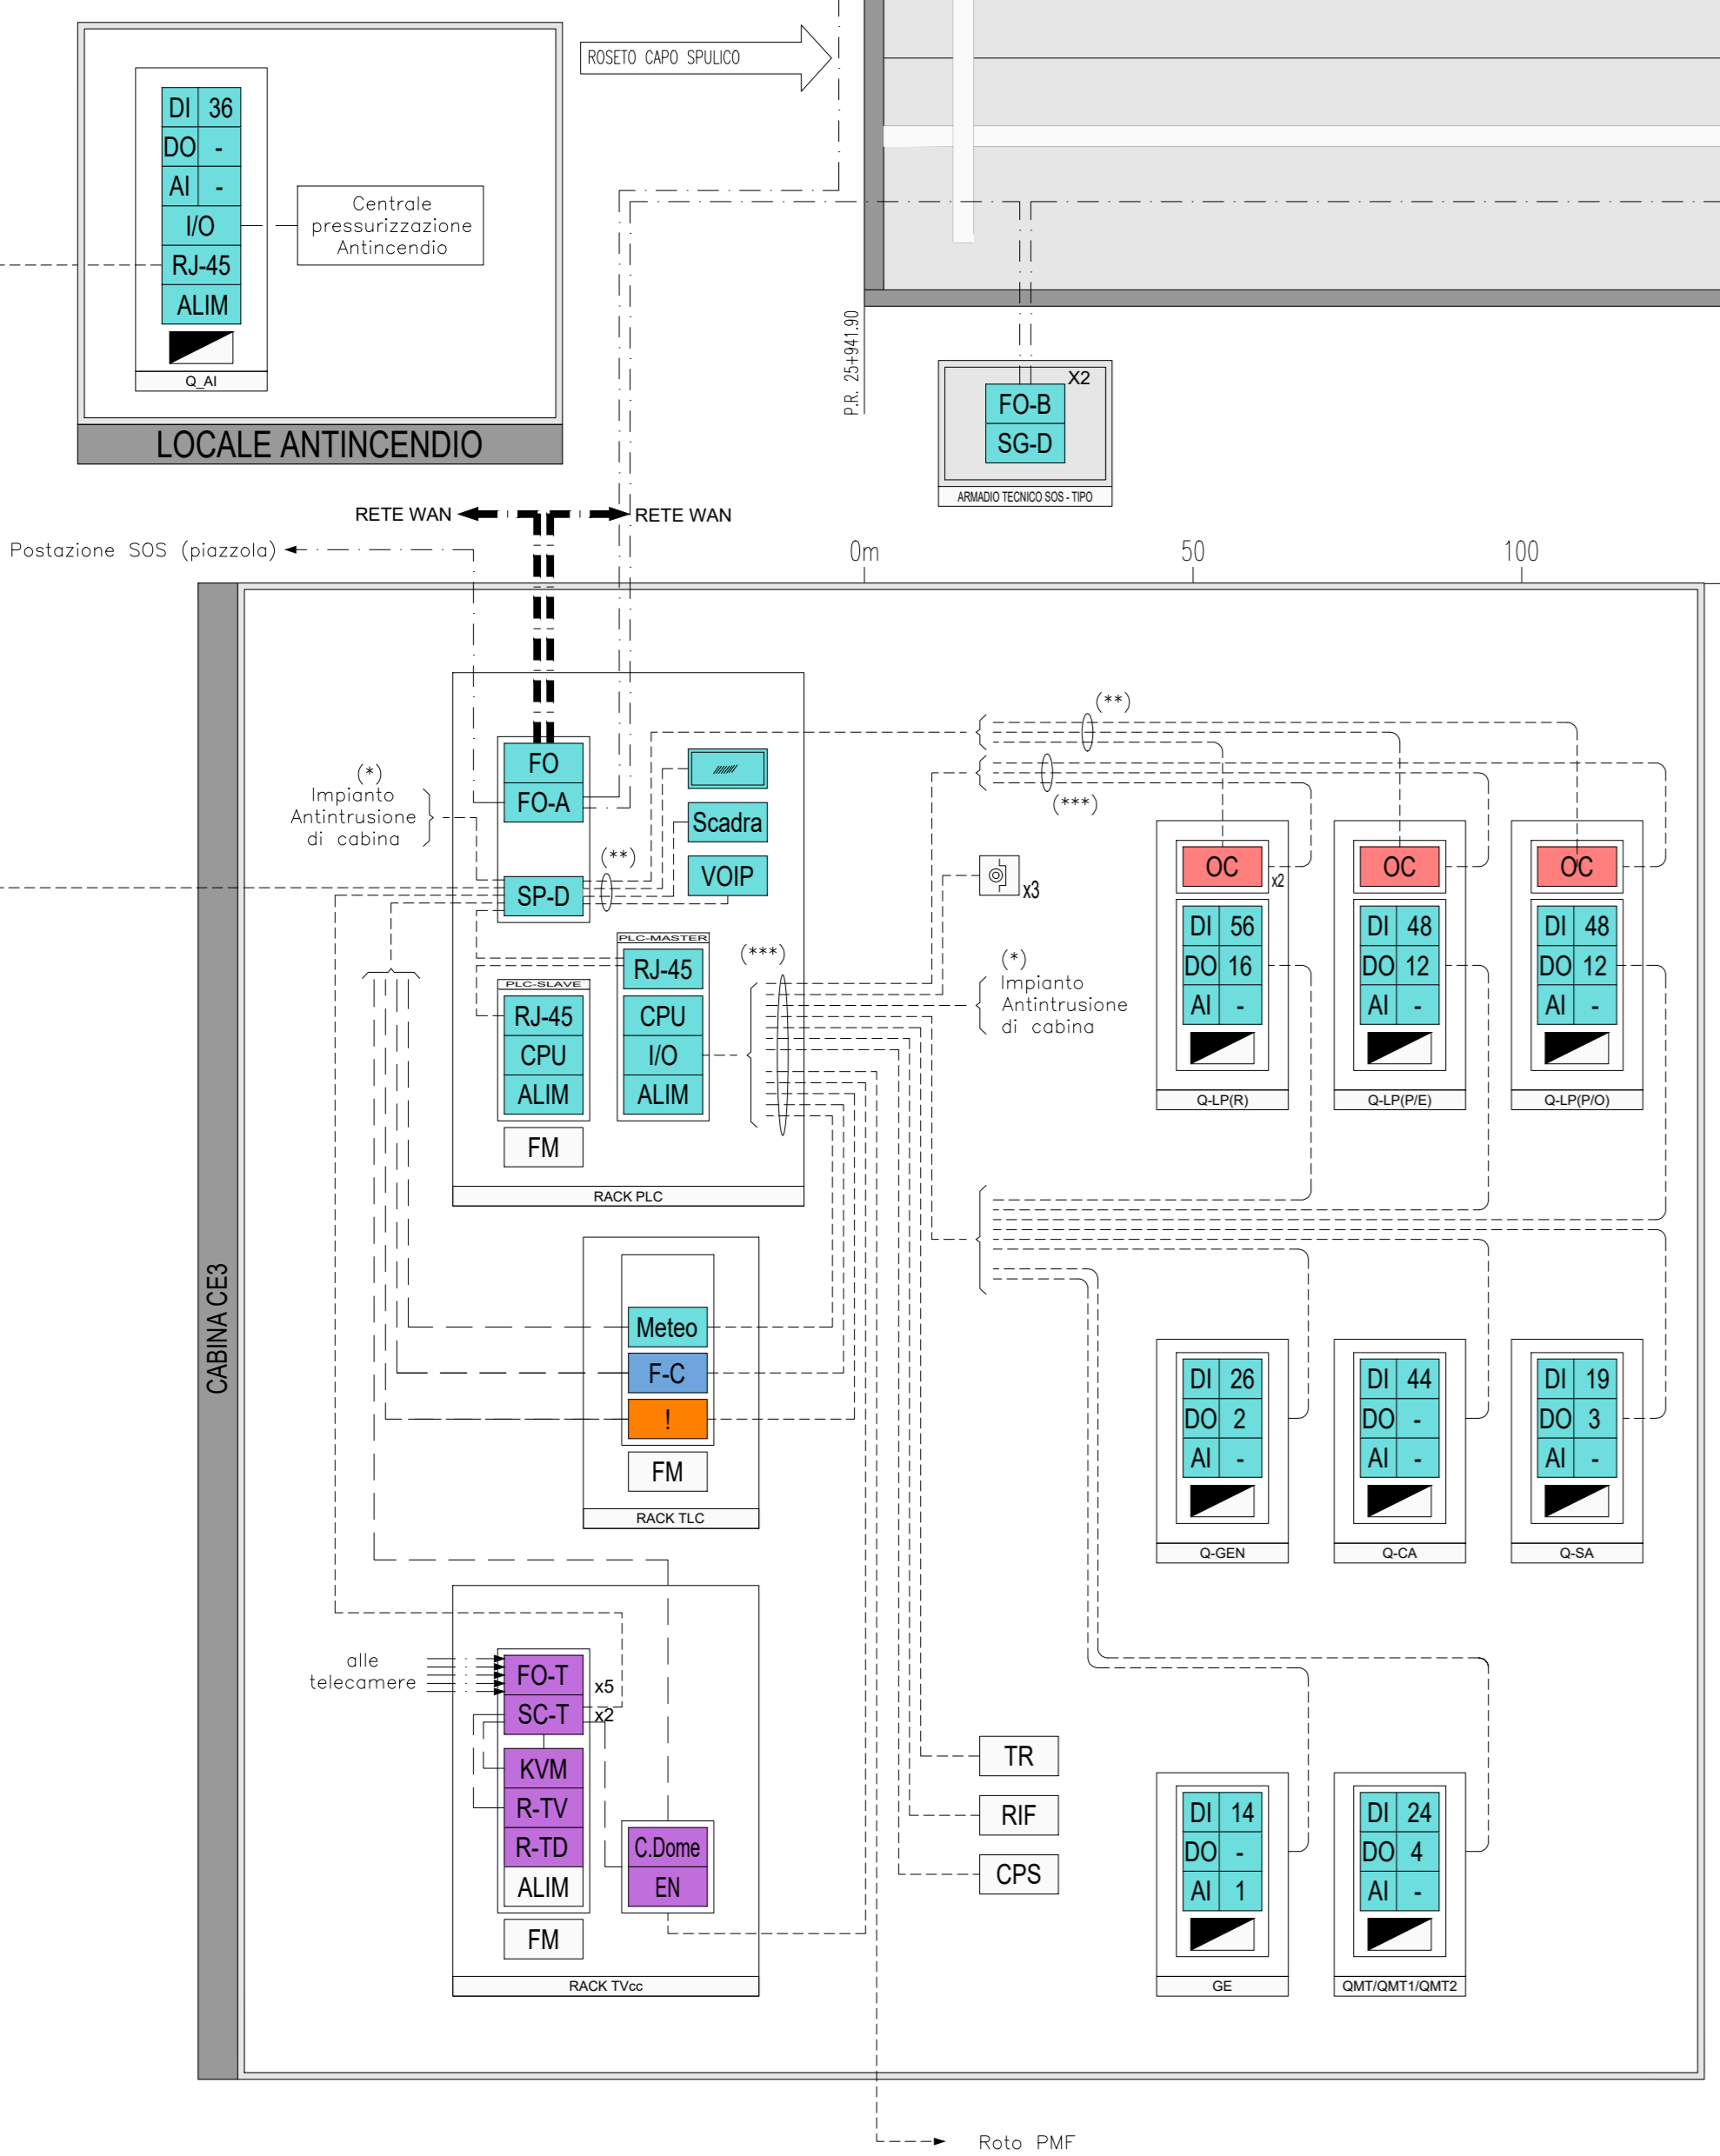 ROSETO CAPO SPULICO
DI 36
DO -
AI -
I/O
RJ-45
ALIM
Q_AI
Centrale
pressurizzazione
Antincendio
LOCALE ANTINCENDIO
P.R. 25+941.90
X2
FO-B
SG-D
ARMADIO TECNICO SOS - TIPO
RETE WAN
RETE WAN
Postazione SOS (piazzola)
0m
50
100
CABINA CE3
(*)
Impianto
Antintrusione
di cabina
FO
FO-A
SP-D
(**)
Scadra
VOIP
PLC-MASTER
RJ-45
CPU
I/O
ALIM
PLC-SLAVE
RJ-45
CPU
ALIM
FM
(***)
RACK PLC
(**)
(***)
x3
(*)
Impianto
Antintrusione
di cabina
OC
x2
DI 56
DO 16
AI -
Q-LP(R)
OC
DI 48
DO 12
AI -
Q-LP(P/E)
OC
DI 48
DO 12
AI -
Q-LP(P/O)
Meteo
F-C
!
FM
RACK TLC
DI 26
DO 2
AI -
Q-GEN
DI 44
DO -
AI -
Q-CA
DI 19
DO 3
AI -
Q-SA
alle
telecamere
FO-T
x5
SC-T
x2
KVM
R-TV
R-TD
ALIM
FM
C.Dome
EN
RACK TVcc
TR
RIF
CPS
DI 14
DO -
AI 1
GE
DI 24
DO 4
AI -
QMT/QMT1/QMT2
Roto PMF